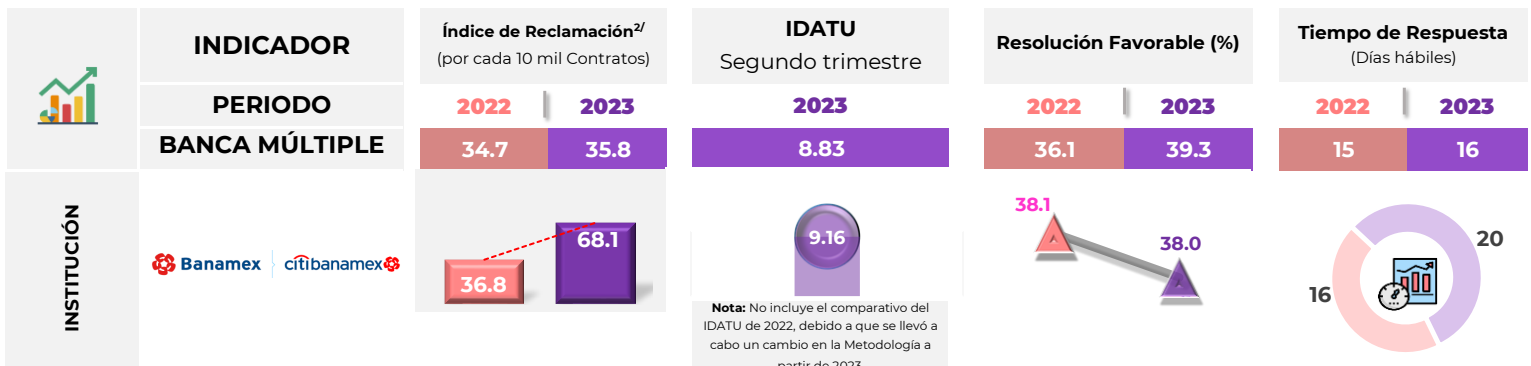 INDICADOR
Índice de Reclamación2/
(por cada 10 mil Contratos)
IDATU
Segundo trimestre
Resolución Favorable (%)
Tiempo de Respuesta
(Días hábiles)
PERIODO
2022
2023
2023
2022
2023
2022
2023
BANCA MÚLTIPLE
34.7
35.8
8.83
36.1
39.3
15
16
INSTITUCIÓN
Banamex
citibanamex
36.8
68.1
9.16
Nota: No incluye el comparativo del
IDATU de 2022, debido a que se llevó a
cabo un cambio en la Metodología a
partir de 2023
38.1
38.0
16
20